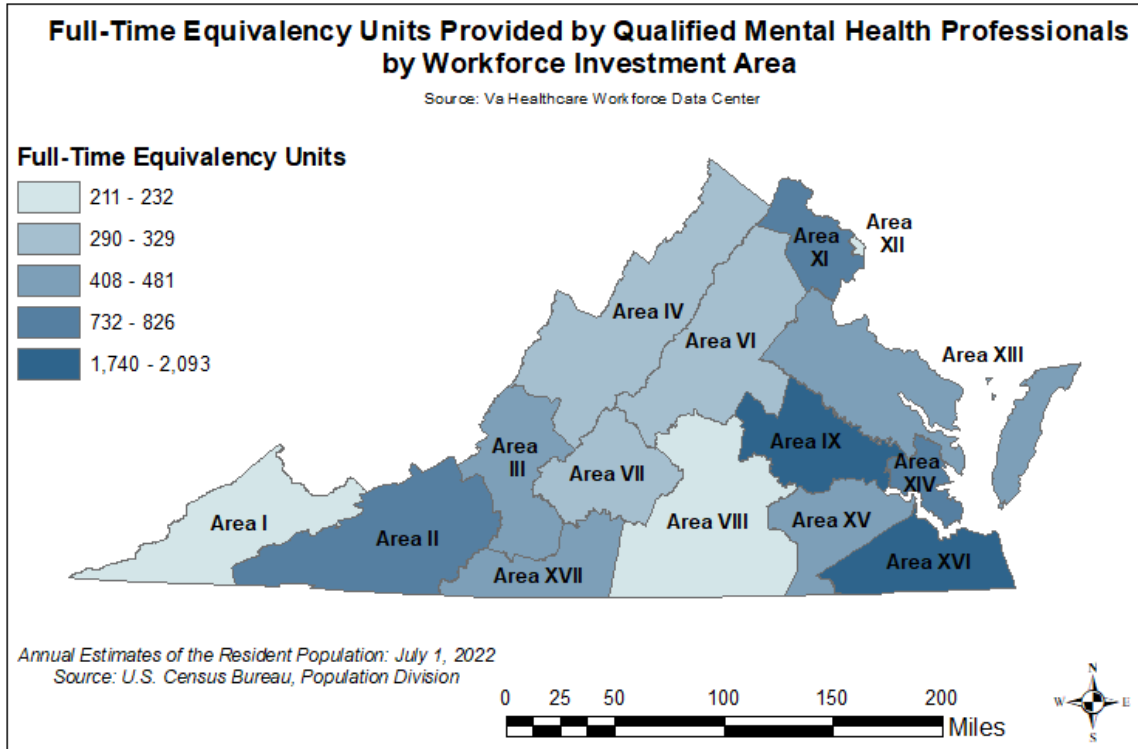 Full-Time Equivalency Units Provided by Qualified Mental Health Professionals
by Workforce Investment Area
Source: Va Healthcare Workforce Data Center
Full-Time Equivalency Units
211 - 232
290 - 329
408 - 481
732 - 826
1,740 - 2,093
Area
XII
Area
XI
Area IV
Area VI
Area XIII
Area
III
Area IX
Area VII
Area
XIV
Area I
Area VIII
Area XV
Area II
Area XVII
Area XVI
Annual Estimates of the Resident Population: July 1, 2022
Source: U.S. Census Bureau, Population Division
0 25 50 100 150 200
Miles
N
W E
S